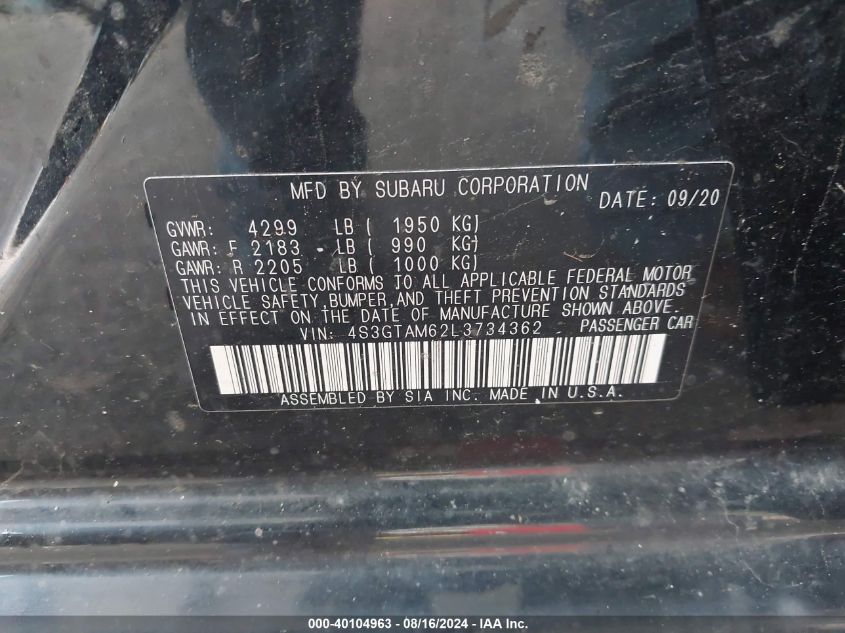 MFD BY SUBARU CORPORATION
DATE: 09/20
GVWR: 4299 LB ( 1950 KG)
GAWR: F 2183 LB ( 990 KG)
GAWR: R 2205 LB ( 1000 KG)
THIS VEHICLE CONFORMS TO ALL APPLICABLE FEDERAL MOTOR
VEHICLE SAFETY, BUMPER, AND THEFT PREVENTION STANDARDS
IN EFFECT ON THE DATE OF MANUFACTURE SHOWN ABOVE.
VIN: 4S3GTAM62L3734362 PASSENGER CAR
ASSEMBLED BY SIA INC. MADE IN U.S.A.
000-40104963 - 08/16/2024 - IAA Inc.